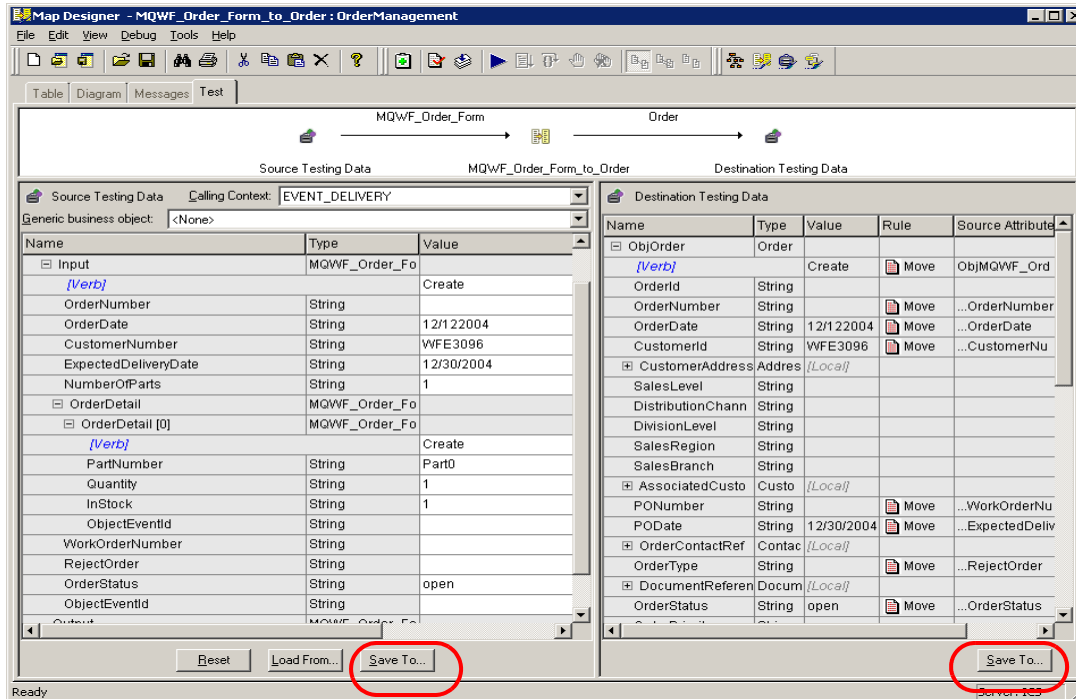 Map Designer - MQWF_Order_Form_to_Order : OrderManagement
File Edit View Debug Tools Help
Table Diagram Messages Test
MQWF_Order_Form Order
Source Testing Data MQWF_Order_Form_to_Order Destination Testing Data
Source Testing Data Calling Context: EVENT_DELIVERY
Generic business object: <None>
Name Type Value
Input MQWF_Order_Fo
[Verb] Create
OrderNumber String
OrderDate String 12/122004
CustomerNumber String WFE3096
ExpectedDeliveryDate String 12/30/2004
NumberOfParts String 1
OrderDetail MQWF_Order_Fo
OrderDetail [0] MQWF_Order_Fo
[Verb] Create
PartNumber String Part0
Quantity String 1
InStock String 1
ObjectEventId String
WorkOrderNumber String
RejectOrder String
OrderStatus String open
ObjectEventId String
Reset Load From... Save To...
Destination Testing Data
Name Type Value Rule Source Attribute
ObjOrder Order
[Verb] Create Move ObjMQWF_Ord
OrderId String
OrderNumber String Move ...OrderNumber
OrderDate String 12/122004 Move ...OrderDate
CustomerId String WFE3096 Move ...CustomerNu
CustomerAddress Addres [Local]
SalesLevel String
DistributionChann String
DivisionLevel String
SalesRegion String
SalesBranch String
AssociatedCusto Custo [Local]
PONumber String Move ...WorkOrderNu
PODate String 12/30/2004 Move ...ExpectedDeliv
OrderContactRef Contac [Local]
OrderType String Move ...RejectOrder
DocumentReferen Docum [Local]
OrderStatus String open Move ...OrderStatus
Save To...
Ready Server: ICS